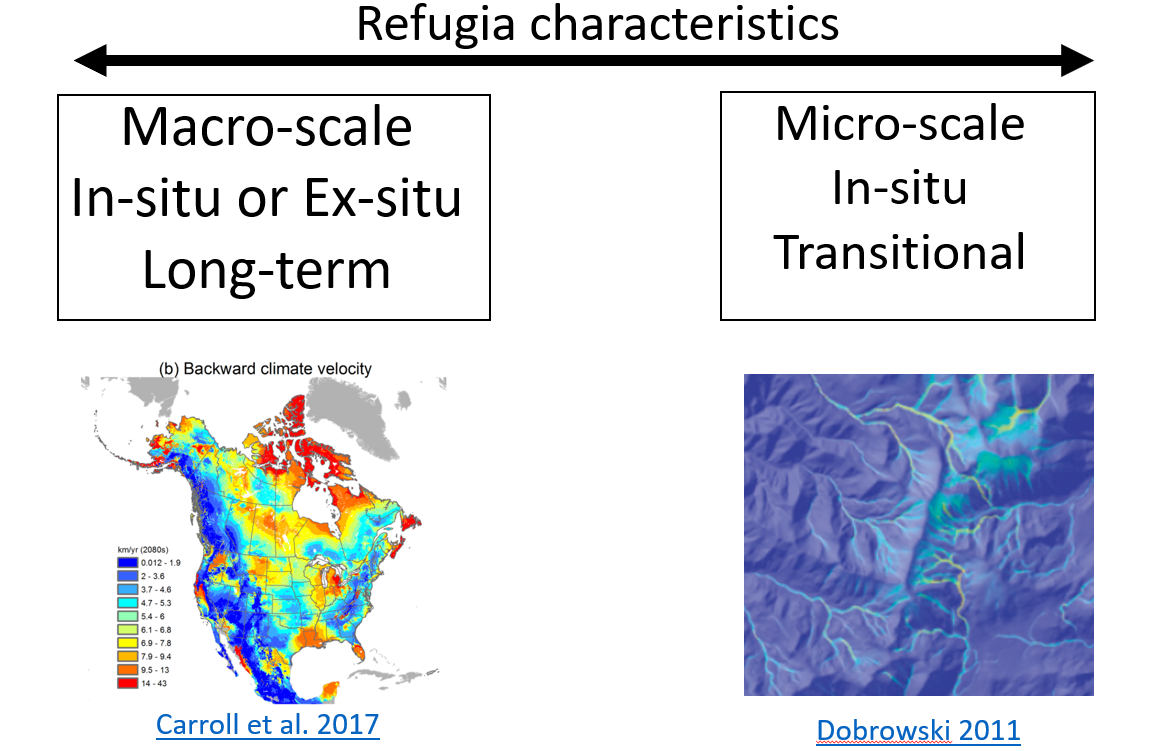 Refugia characteristics
Macro-scale
In-situ or Ex-situ
Long-term
Micro-scale
In-situ
Transitional
(b) Backward climate velocity
km/yr (2080s)
0.012 - 1.9
2 - 3.6
3.7 - 4.6
4.7 - 5.3
5.4 - 6
6.1 - 6.8
6.9 - 7.8
7.9 - 9.4
9.5 - 13
14 - 43
Carroll et al. 2017
Dobrowski 2011